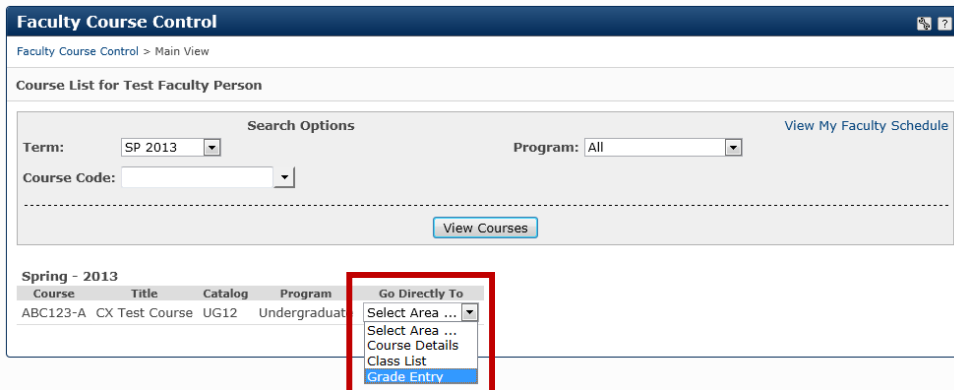 Faculty Course Control
Faculty Course Control > Main View
Course List for Test Faculty Person
Search Options
View My Faculty Schedule
Term: SP 2013 Program: All
Course Code:
View Courses
Spring - 2013
Course Title Catalog Program Go Directly To
ABC123-A CX Test Course UG12 Undergraduate Select Area ...
Select Area ...
Course Details
Class List
Grade Entry